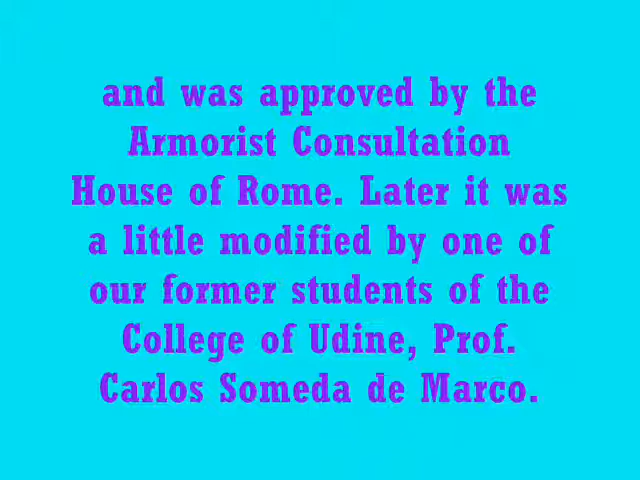 and was approved by the
Armorist Consultation
House of Rome. Later it was
a little modified by one of
our former students of the
College of Udine, Prof.
Carlos Someda de Marco.